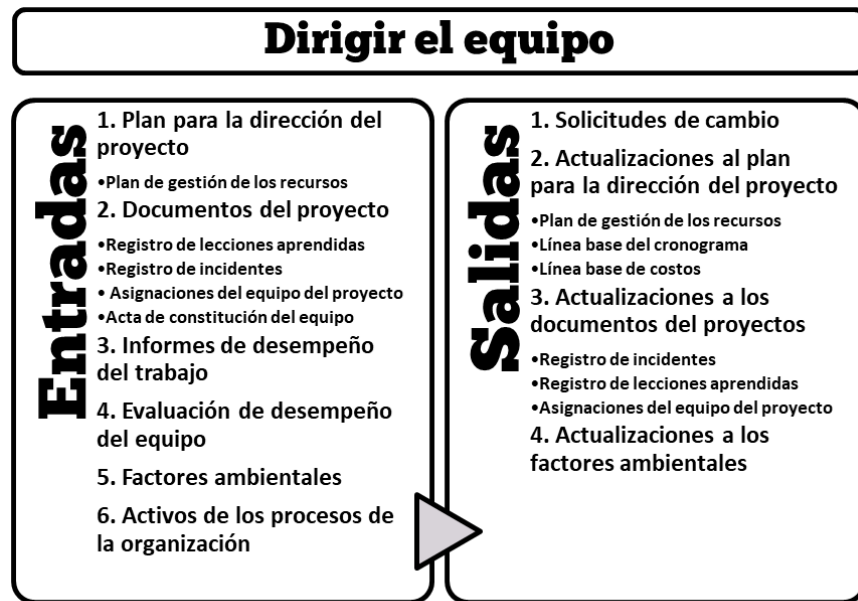 Dirigir el equipo
Entradas
1. Plan para la dirección del
proyecto
•Plan de gestión de los recursos
2. Documentos del proyecto
•Registro de lecciones aprendidas
•Registro de incidentes
• Asignaciones del equipo del proyecto
•Acta de constitución del equipo
3. Informes de desempeño
del trabajo
4. Evaluación de desempeño
del equipo
5. Factores ambientales
6. Activos de los procesos de
la organización
Salidas
1. Solicitudes de cambio
2. Actualizaciones al plan
para la dirección del proyecto
•Plan de gestión de los recursos
•Línea base del cronograma
•Línea base de costos
3. Actualizaciones a los
documentos del proyectos
•Registro de incidentes
•Registro de lecciones aprendidas
•Asignaciones del equipo del proyecto
4. Actualizaciones a los
factores ambientales